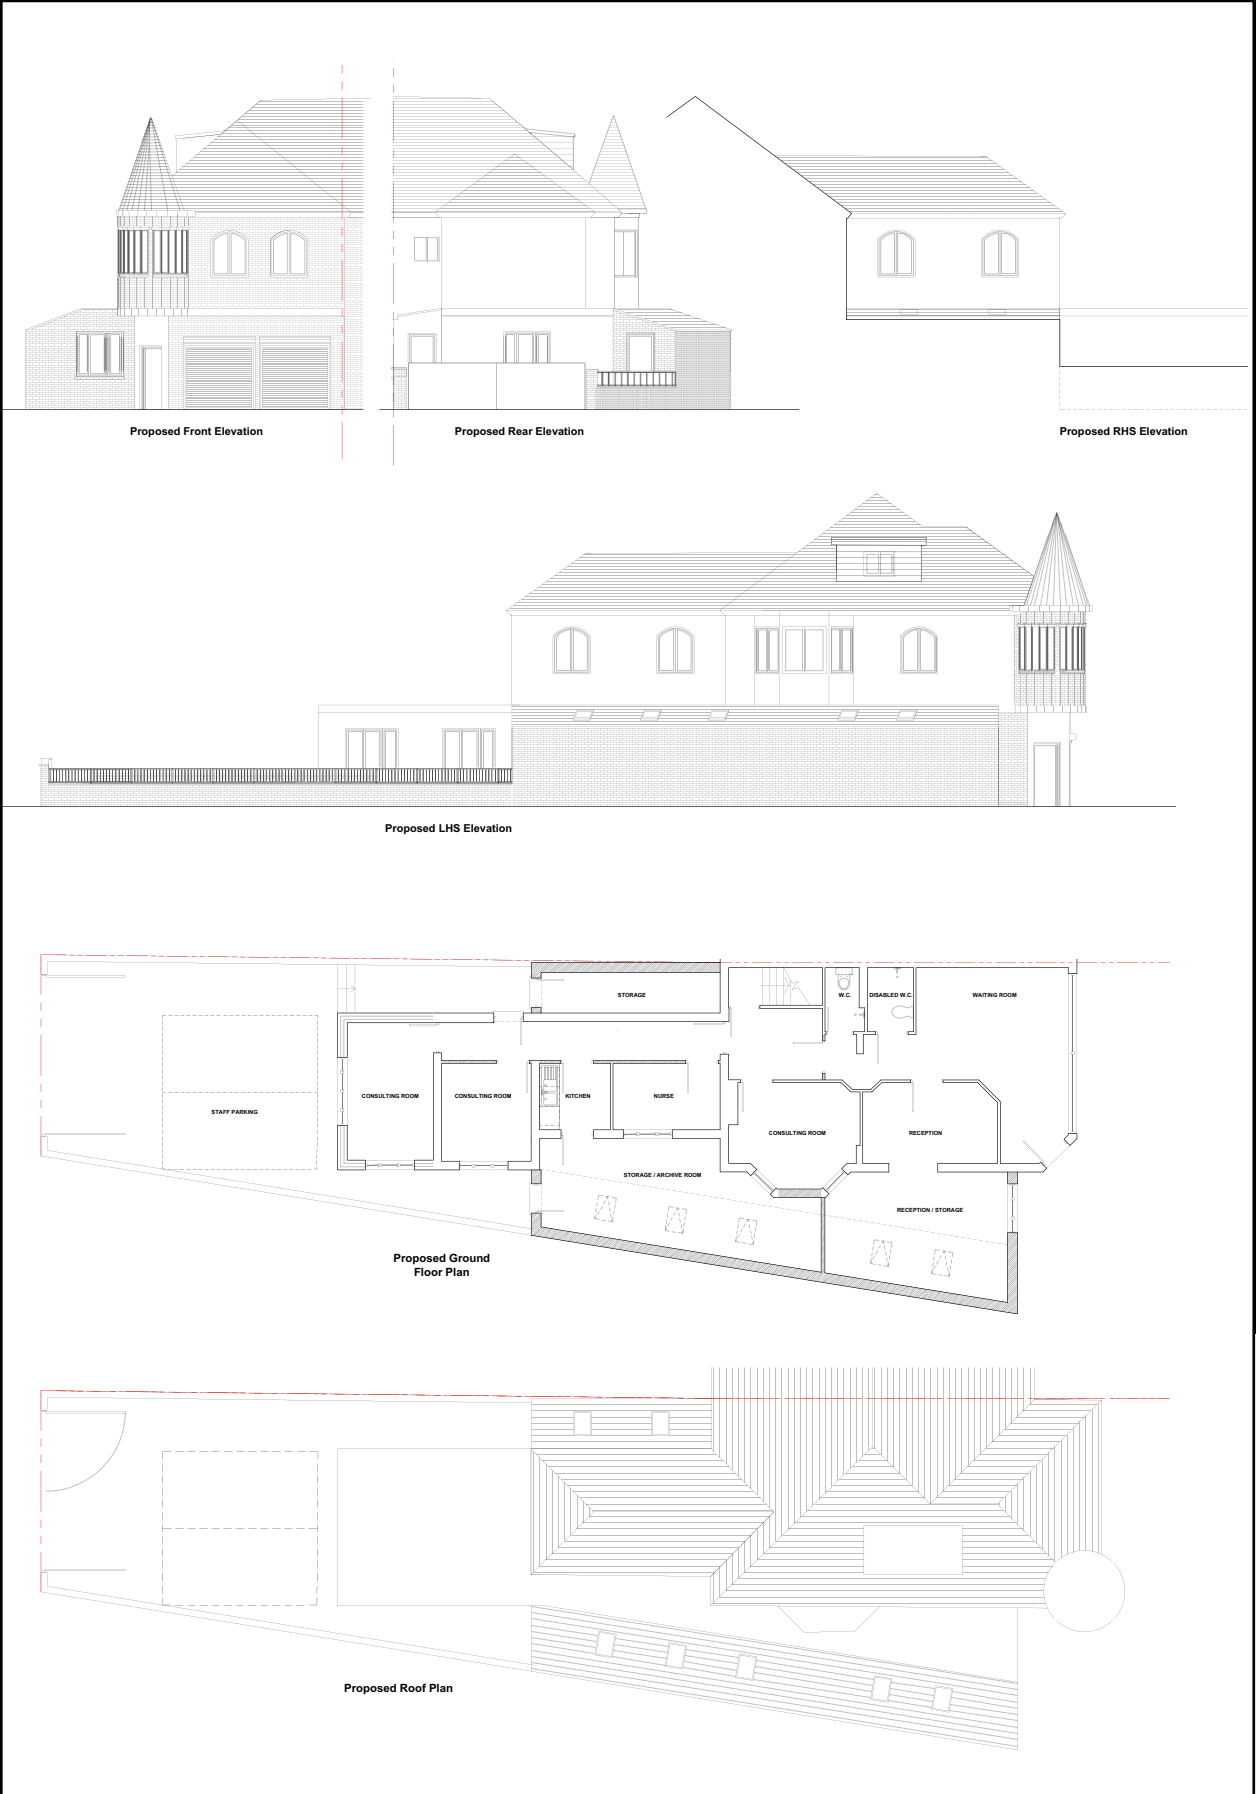 Proposed Front Elevation
Proposed Rear Elevation
Proposed RHS Elevation
Proposed LHS Elevation
STORAGE
W.C.
DISABLED W.C.
WAITING ROOM
CONSULTING ROOM
CONSULTING ROOM
KITCHEN
NURSE
STAFF PARKING
CONSULTING ROOM
RECEPTION
STORAGE / ARCHIVE ROOM
RECEPTION / STORAGE
Proposed Ground
Floor Plan
Proposed Roof Plan